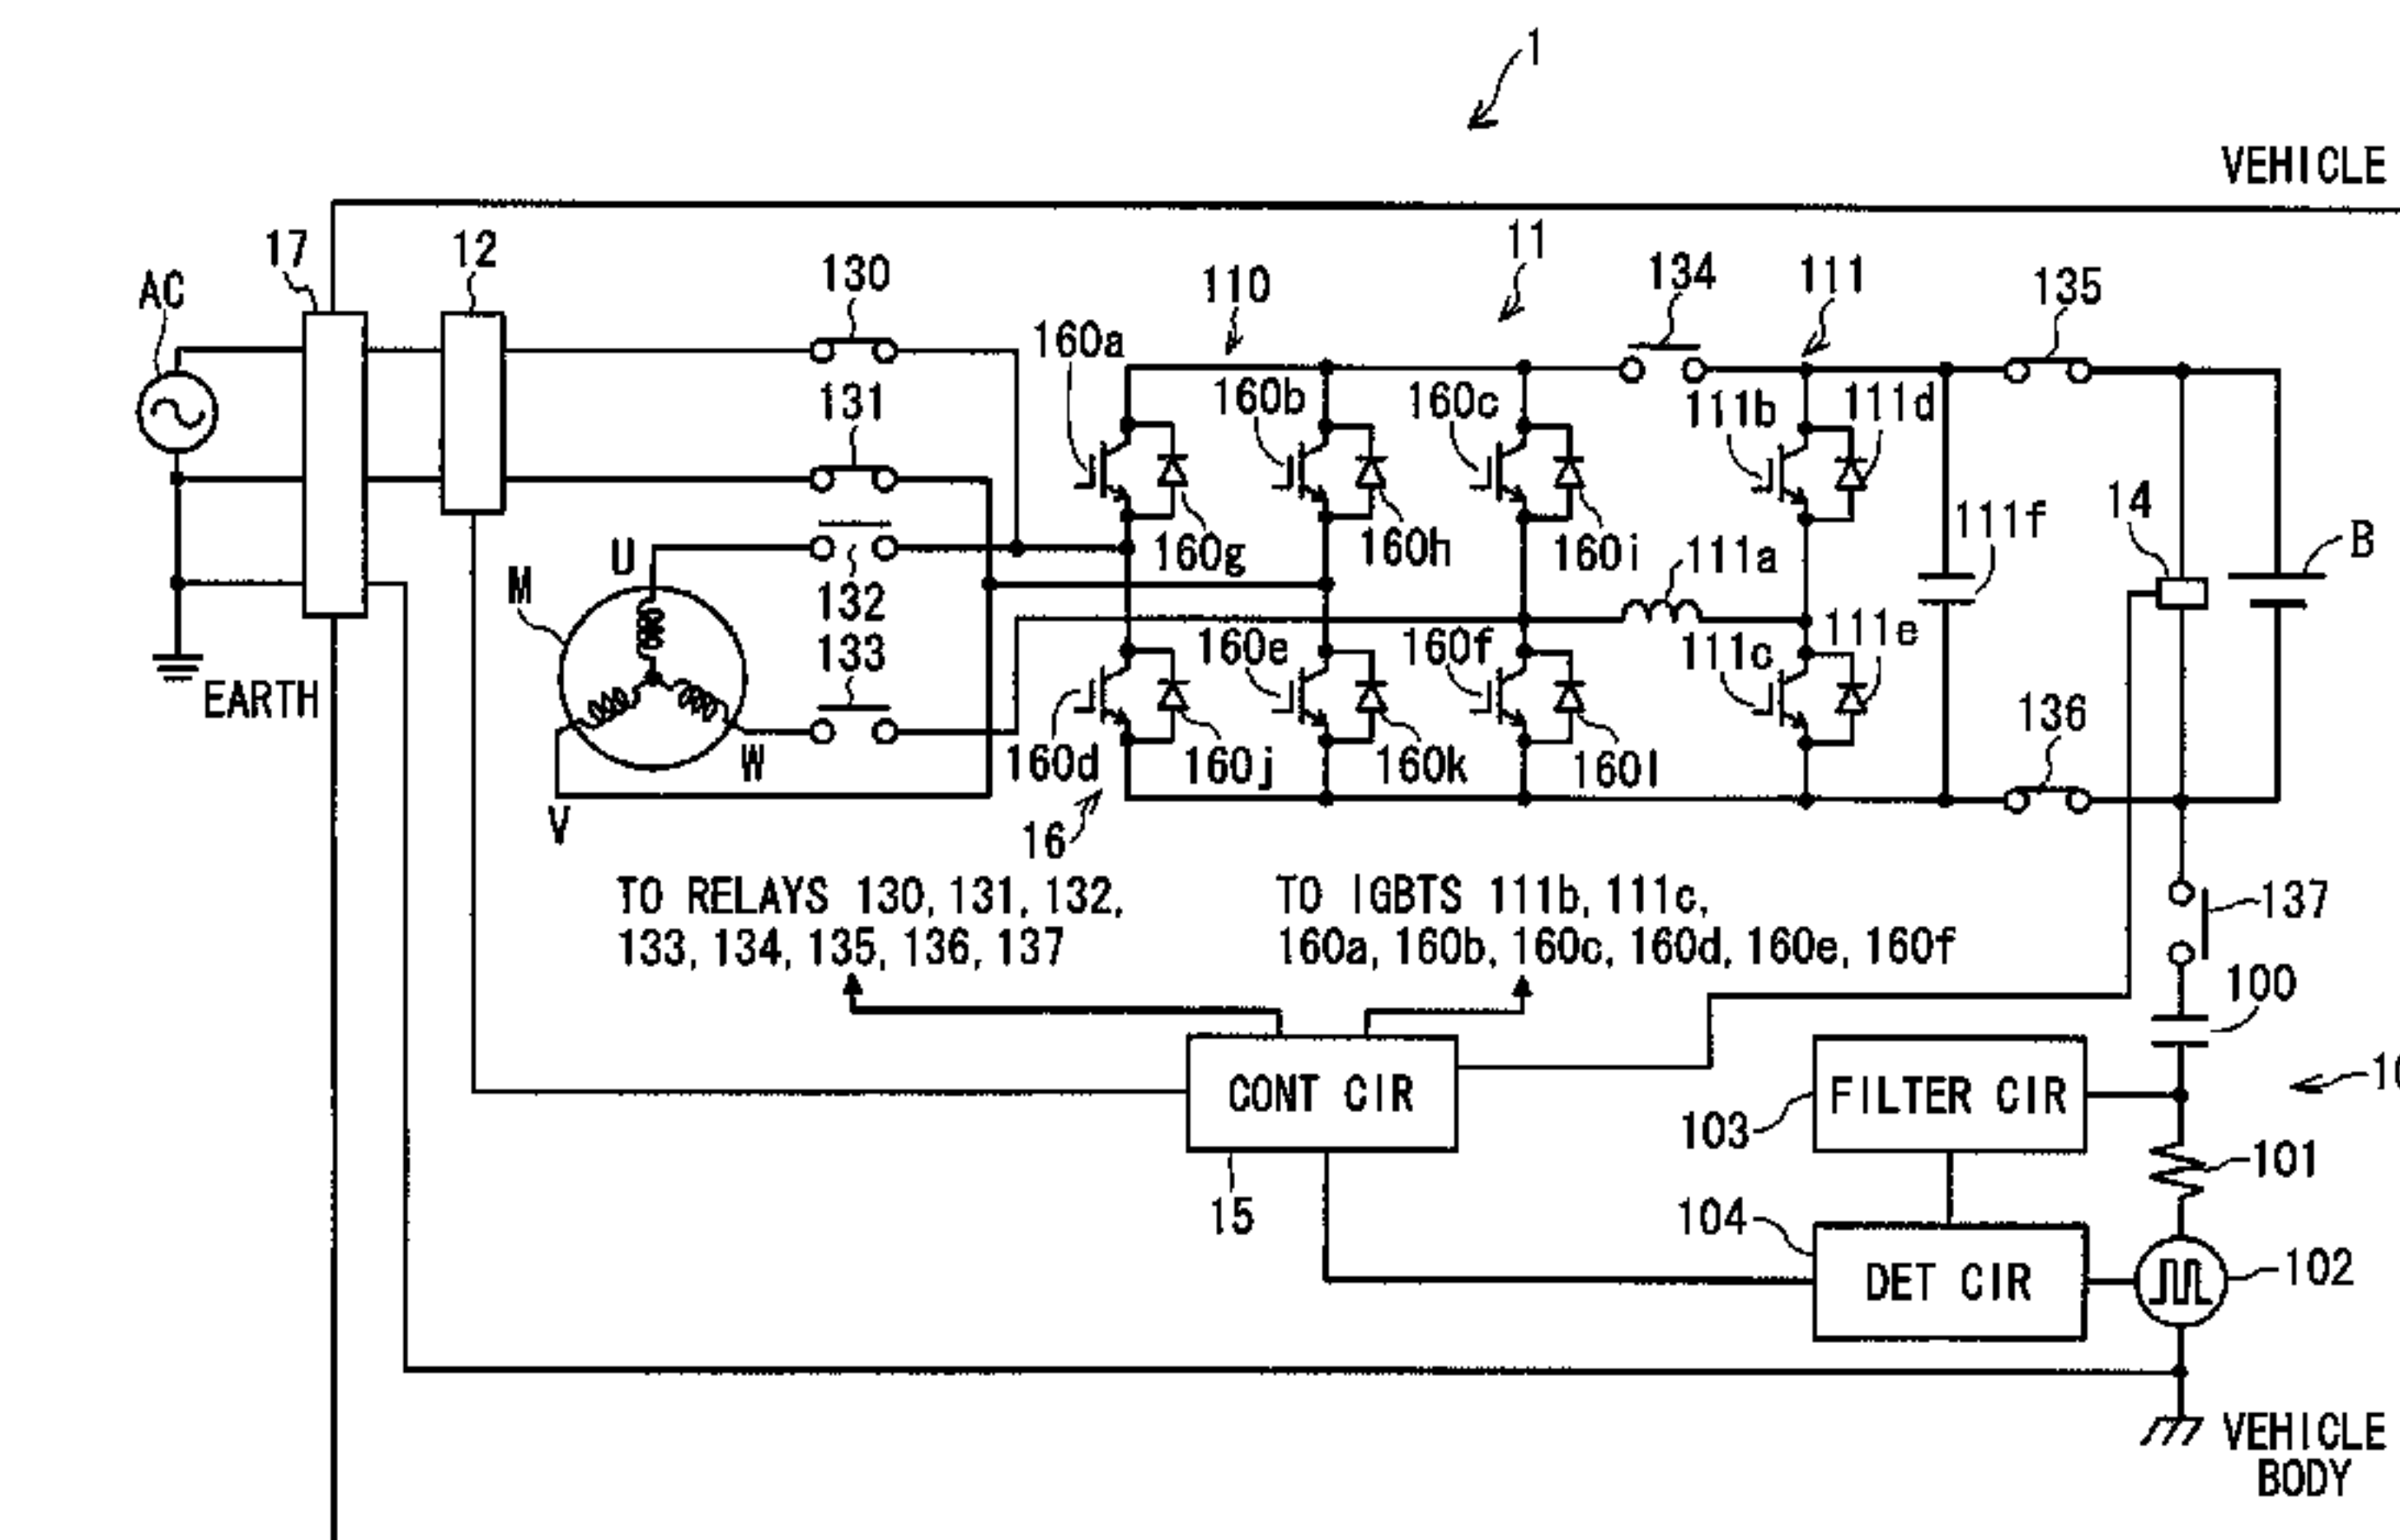 1
VEHICLE
17
12
AC
130
110
11
134
111
135
160a
131
160b
160c
111b
111d
14
111f
B
U
160g
160h
160i
111a
M
132
133
160e
160f
111c
111e
EARTH
136
W
160d
160j
160k
160l
V
16
TO RELAYS 130, 131, 132,
133, 134, 135, 136, 137
TO IGBTS 111b, 111c,
160a, 160b, 160c, 160d, 160e, 160f
137
100
CONT CIR
FILTER CIR
103
10
101
15
104
DET CIR
102
VEHICLE
BODY